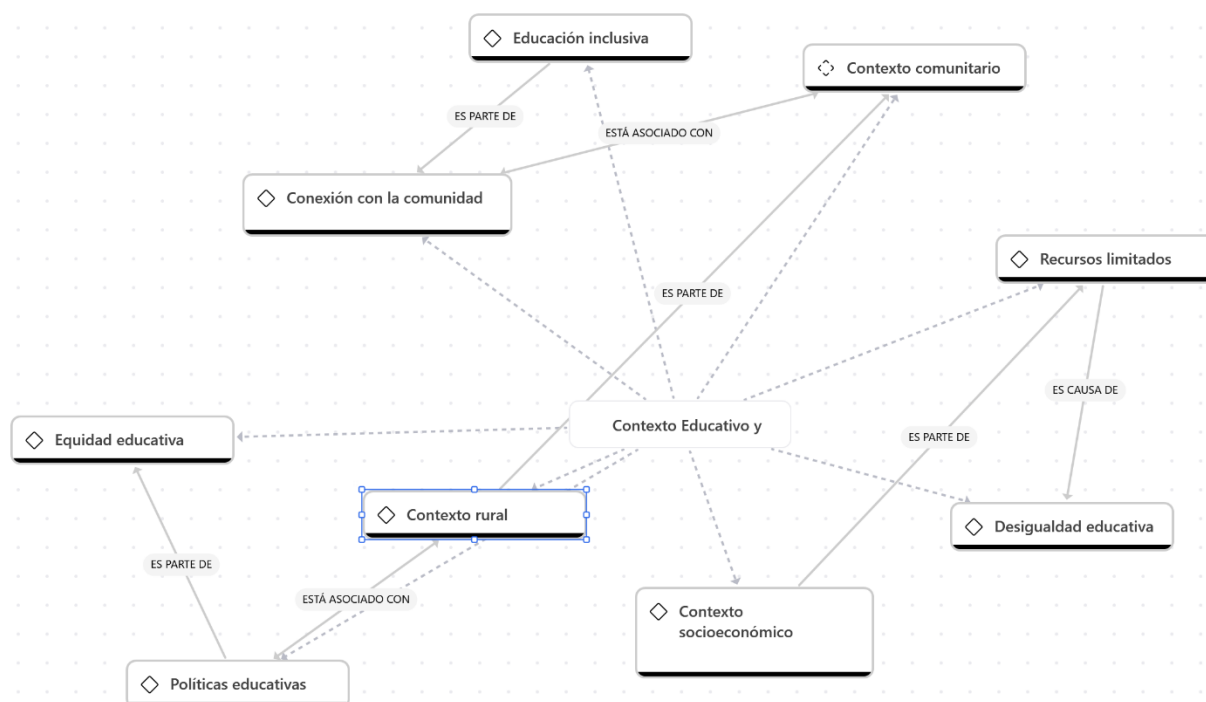 Educación inclusiva
Contexto comunitario
ES PARTE DE
ESTÁ ASOCIADO CON
Conexión con la comunidad
Recursos limitados
ES PARTE DE
ES CAUSA DE
Contexto Educativo y
Equidad educativa
ES PARTE DE
Contexto rural
Desigualdad educativa
ES PARTE DE
ESTÁ ASOCIADO CON
Contexto
socioeconómico
Políticas educativas